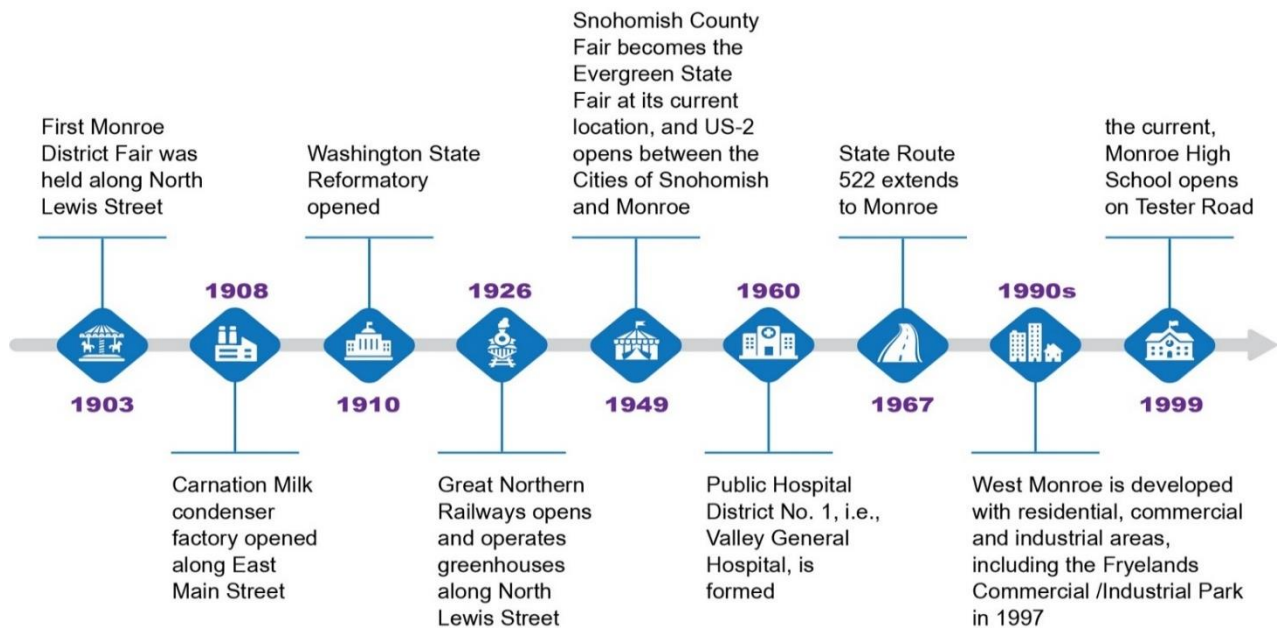 First Monroe
District Fair was
held along North
Lewis Street
1903
1908
Carnation Milk
condenser
factory opened
along East
Main Street
Washington State
Reformatory
opened
1910
1926
Great Northern
Railways opens
and operates
greenhouses
along North
Lewis Street
Snohomish County
Fair becomes the
Evergreen State
Fair at its current
location, and US-2
opens between the
Cities of Snohomish
and Monroe
1949
1960
Public Hospital
District No. 1, i.e.,
Valley General
Hospital, is
formed
State Route
522 extends
to Monroe
1967
1990s
West Monroe is developed
with residential, commercial
and industrial areas,
including the Fryelands
Commercial /Industrial Park
in 1997
the current,
Monroe High
School opens
on Tester Road
1999